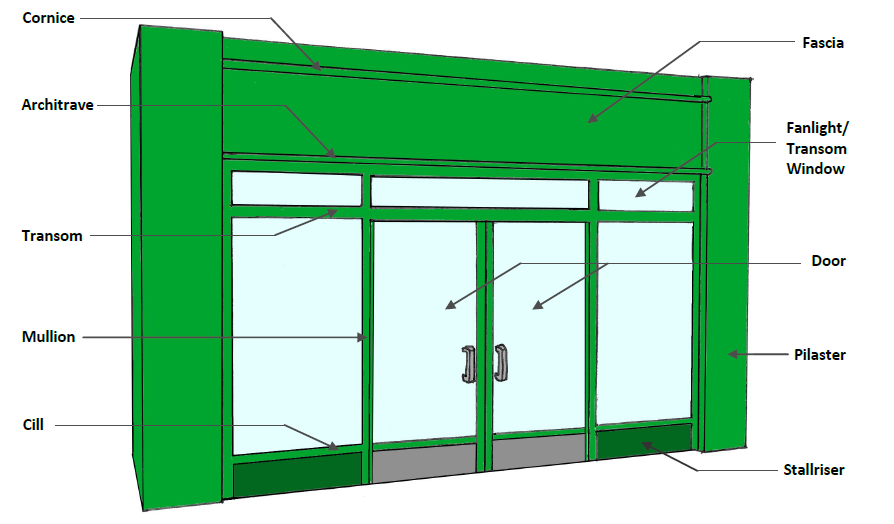 Cornice
Fascia
Architrave
Fanlight/
Transom
Window
Transom
Door
Mullion
Pilaster
Cill
Stallriser